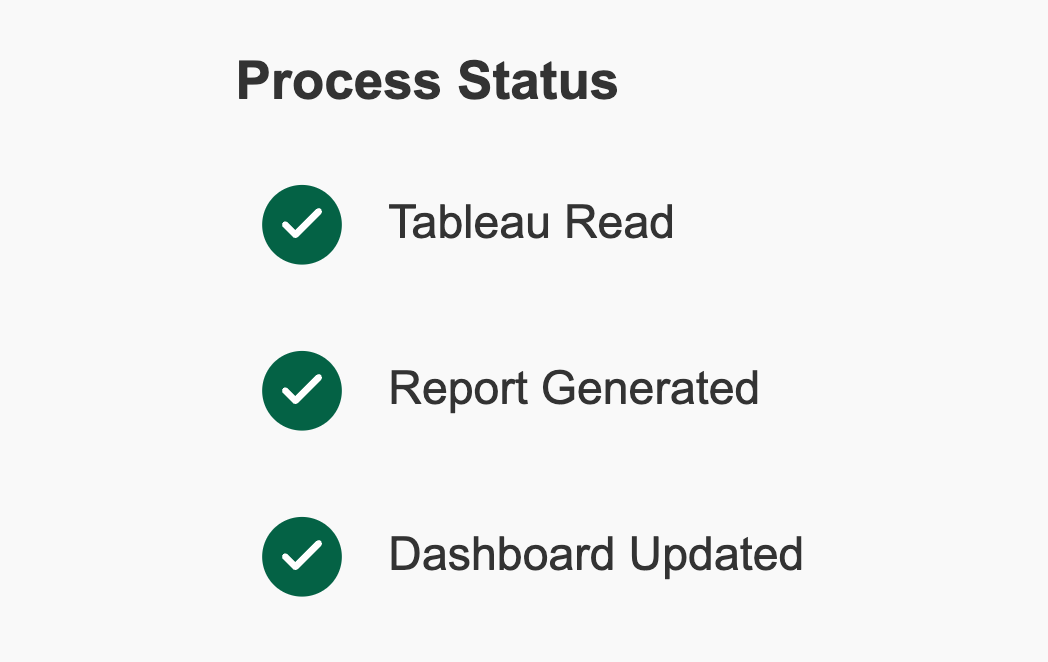 Process Status
Tableau Read
Report Generated
Dashboard Updated